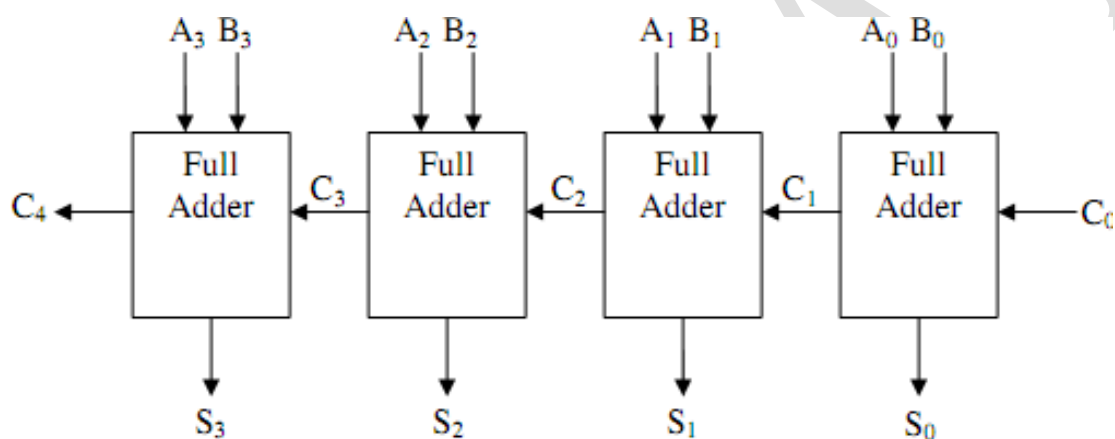 A₃ B₃ A₂ B₂ A₁ B₁ A₀ B₀
Full Full Full Full
C₄ Adder C₃ Adder C₂ Adder C₁ Adder C₀
S₃ S₂ S₁ S₀